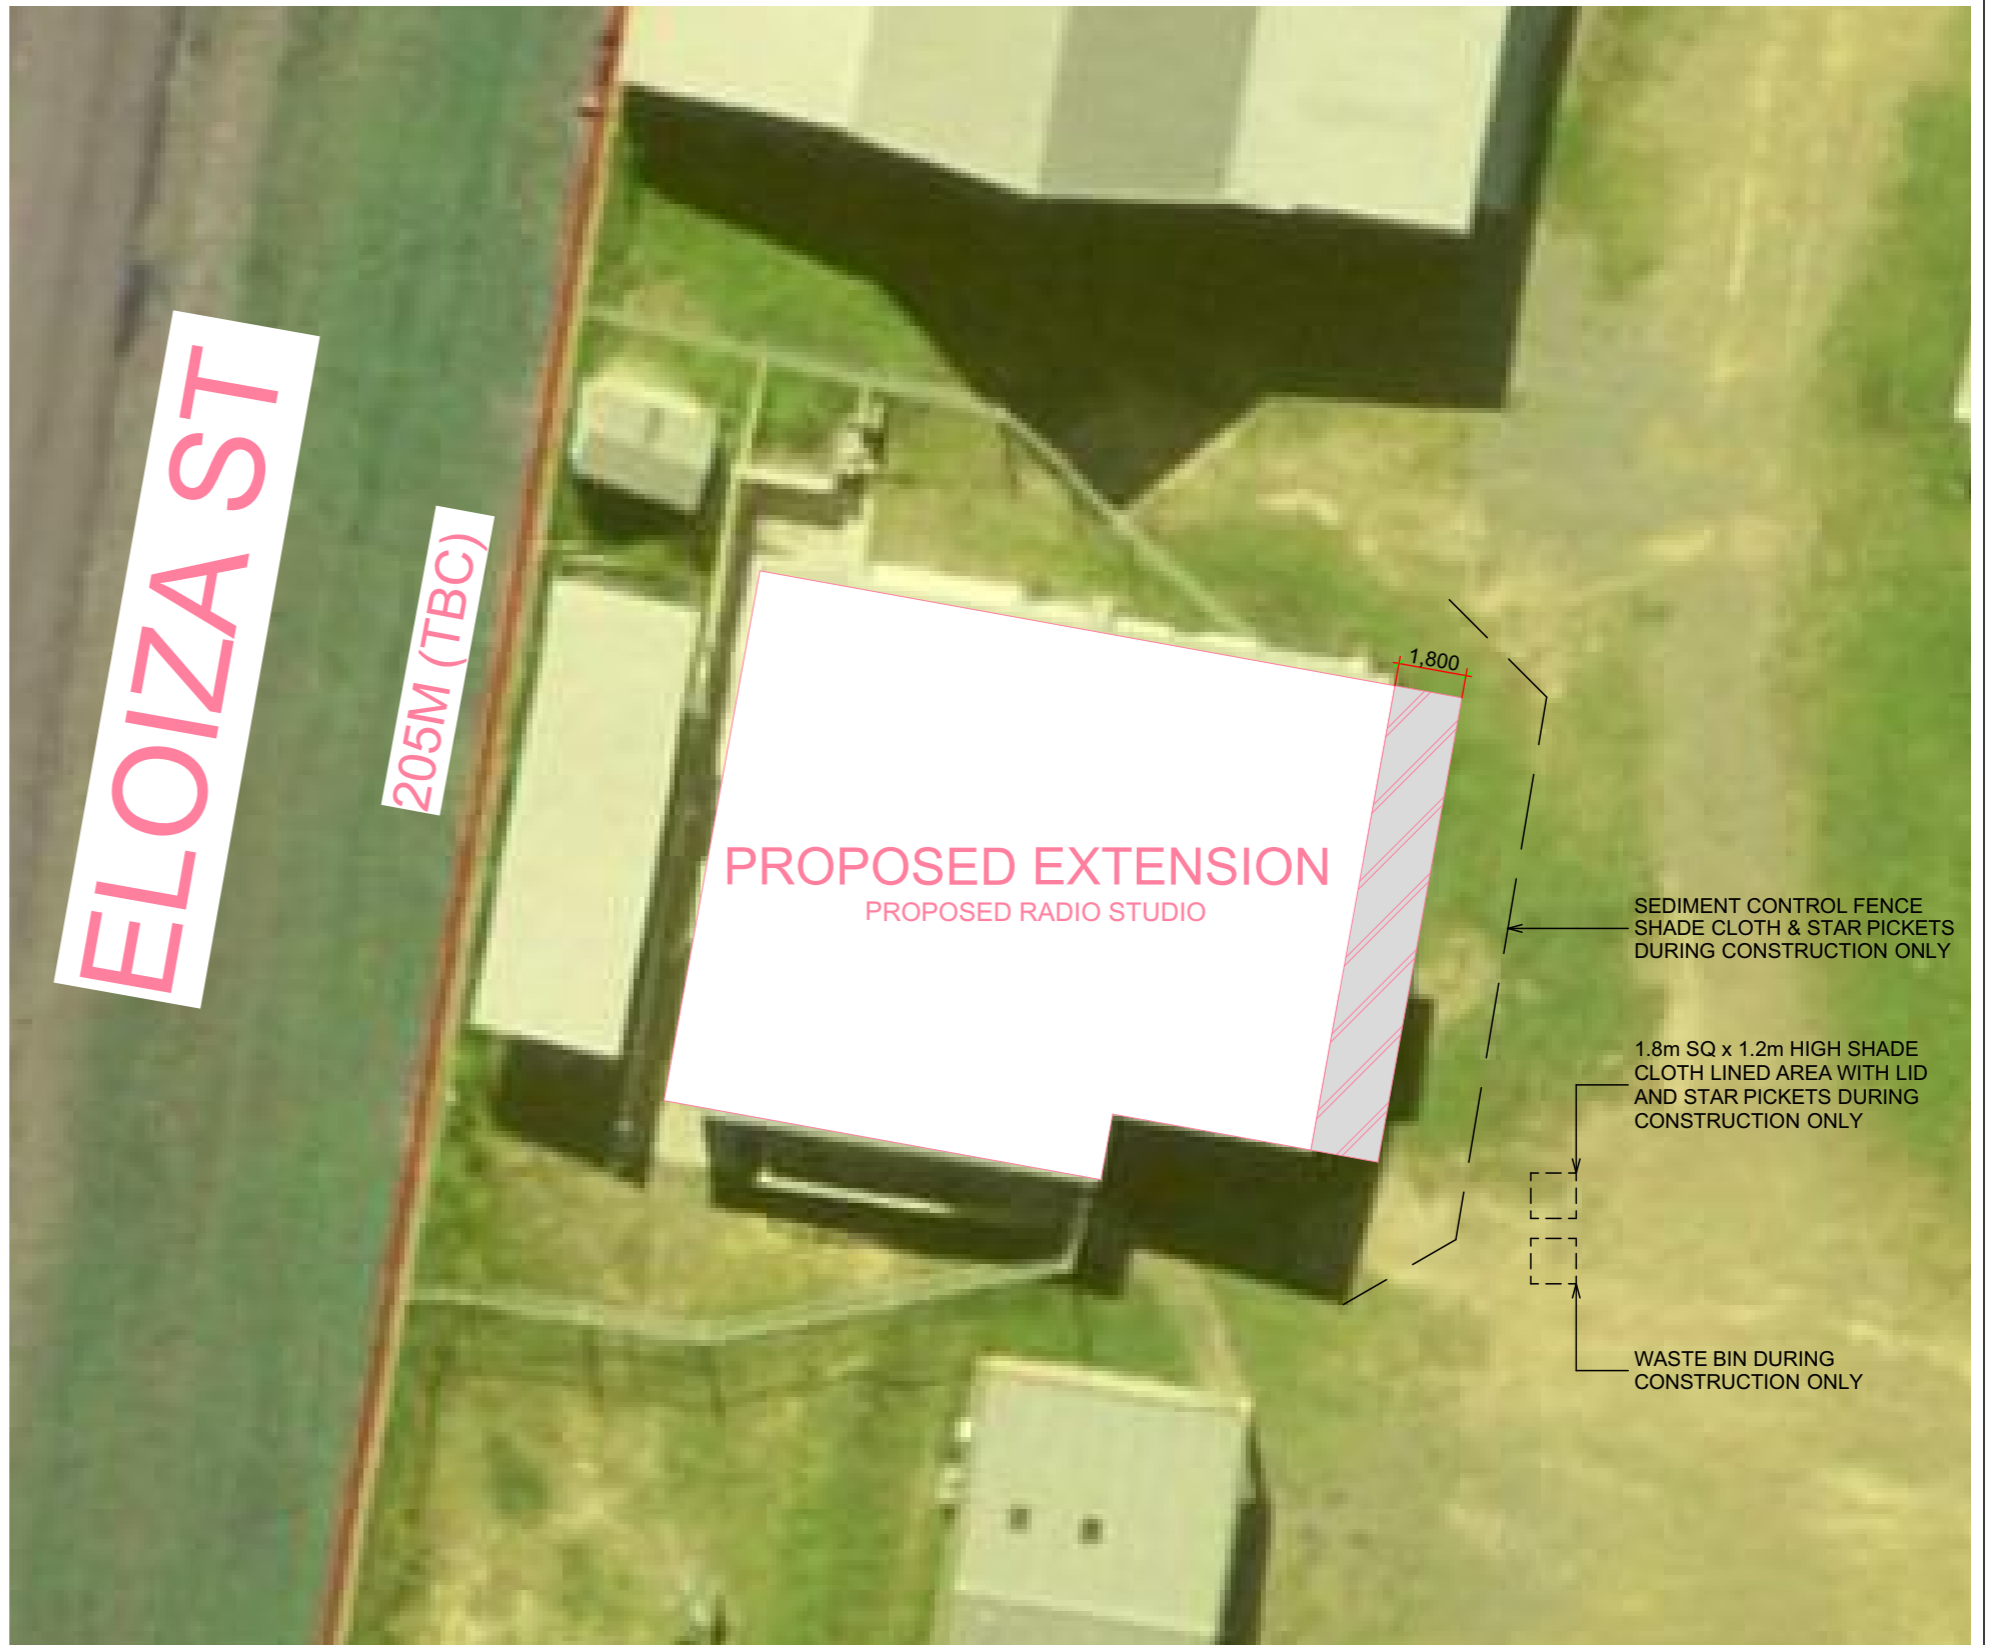 ELOIZA ST
205M (TBC)
1,800
PROPOSED EXTENSION
PROPOSED RADIO STUDIO
SEDIMENT CONTROL FENCE
SHADE CLOTH & STAR PICKETS
DURING CONSTRUCTION ONLY
1.8m SQ x 1.2m HIGH SHADE
CLOTH LINED AREA WITH LID
AND STAR PICKETS DURING
CONSTRUCTION ONLY
WASTE BIN DURING
CONSTRUCTION ONLY